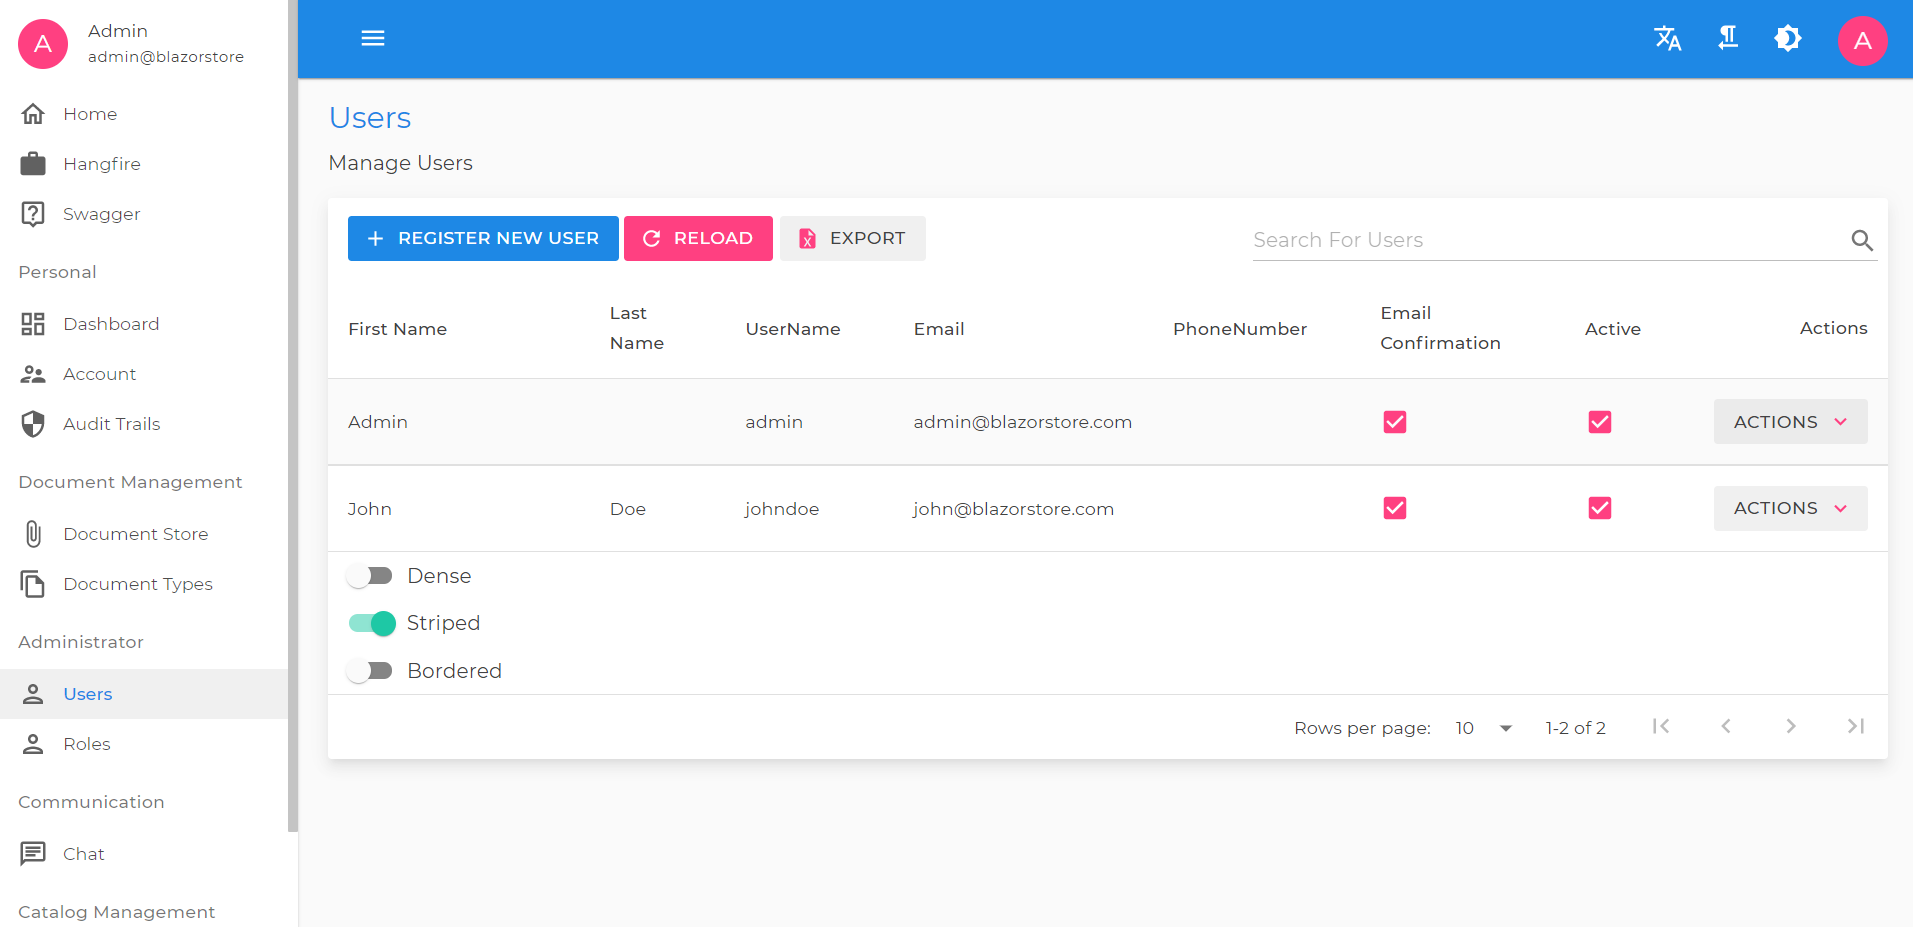 A
Admin
admin@blazorstore
Home
Hangfire
Swagger
Personal
Dashboard
Account
Audit Trails
Document Management
Document Store
Document Types
Administrator
Users
Roles
Communication
Chat
Catalog Management
A
Users
Manage Users
REGISTER NEW USER RELOAD EXPORT Search For Users
First Name Last Name UserName Email PhoneNumber Email Confirmation Active Actions
Admin admin admin@blazorstore.com ACTIONS
John Doe johndoe john@blazorstore.com ACTIONS
Dense
Striped
Bordered
Rows per page: 10 1-2 of 2